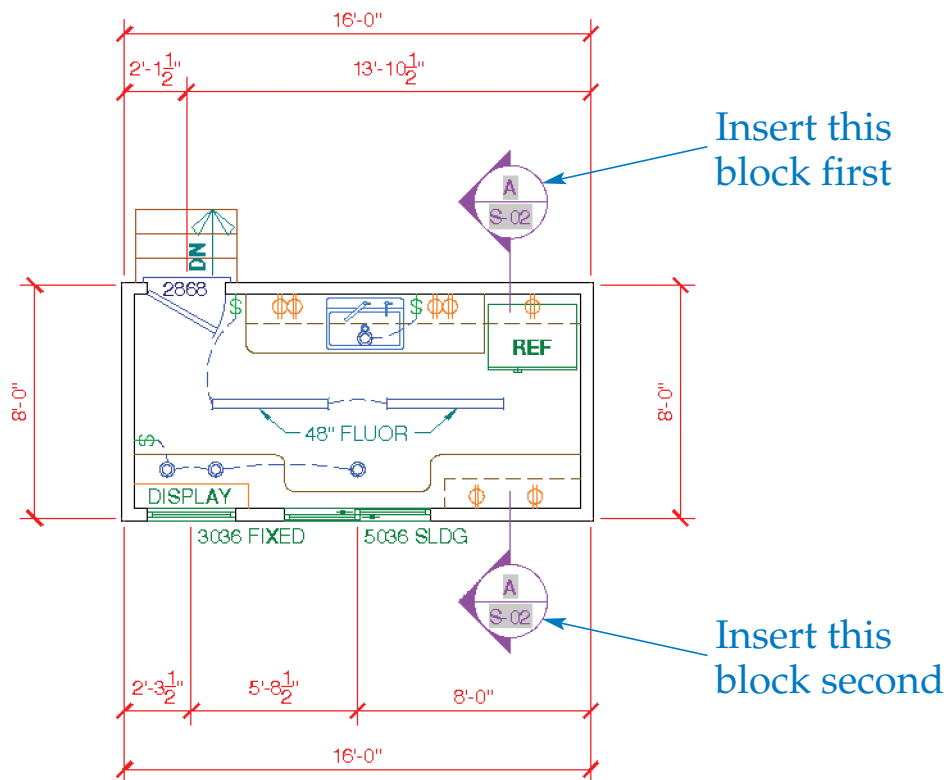 16'-0"
2'-1 1/2"
13'-10 1/2"
Insert this
block first
A
S-02
DN
2868
$
$
REF
8'-0"
8'-0"
48" FLUOR
$
DISPLAY
3036 FIXED
5036 SLDG
A
S-02
Insert this
block second
2'-3 1/2"
5'-8 1/2"
8'-0"
16'-0"